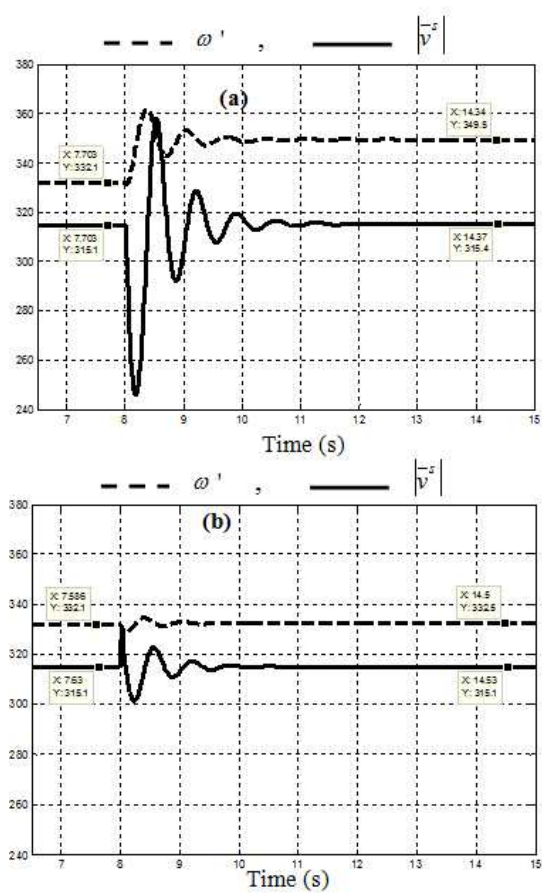 ω ' , |v̅ˢ|
380
360
340
320
300
280
260
240
(a)
X: 7.703
Y: 332.1
X: 14.34
Y: 349.5
X: 7.703
Y: 315.1
X: 14.37
Y: 315.4
7 8 9 10 11 12 13 14 15
Time (s)
ω ' , |v̅ˢ|
380
360
340
320
300
280
260
240
(b)
X: 7.586
Y: 332.1
X: 14.5
Y: 332.5
X: 7.63
Y: 315.1
X: 14.53
Y: 315.1
7 8 9 10 11 12 13 14 15
Time (s)